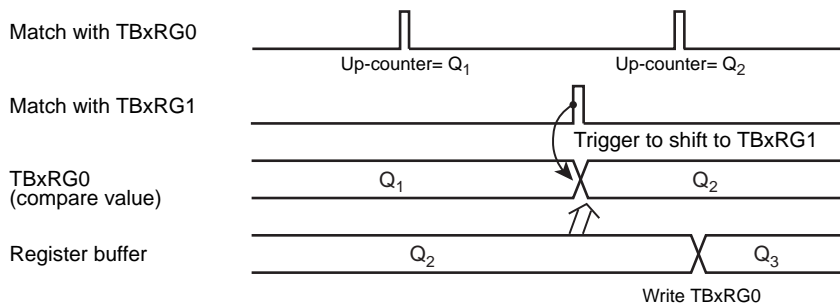 Match with TBxRG0
Up-counter= Q1
Up-counter= Q2
Match with TBxRG1
Trigger to shift to TBxRG1
TBxRG0
(compare value)
Q1
Q2
Register buffer
Q2
Q3
Write TBxRG0